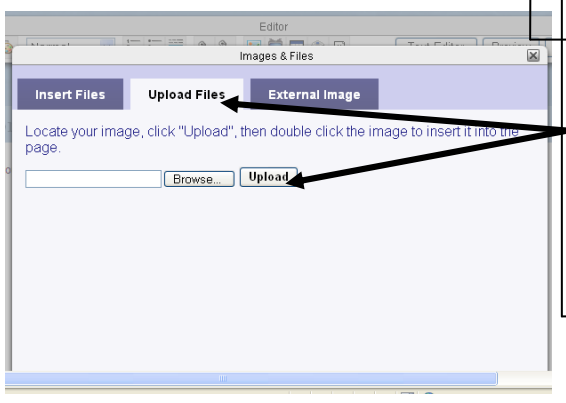 Editor
Normal
Text Editor Preview
Images & Files
Insert Files Upload Files External Image
Locate your image, click "Upload", then double click the image to insert it into the
page.
Browse... Upload